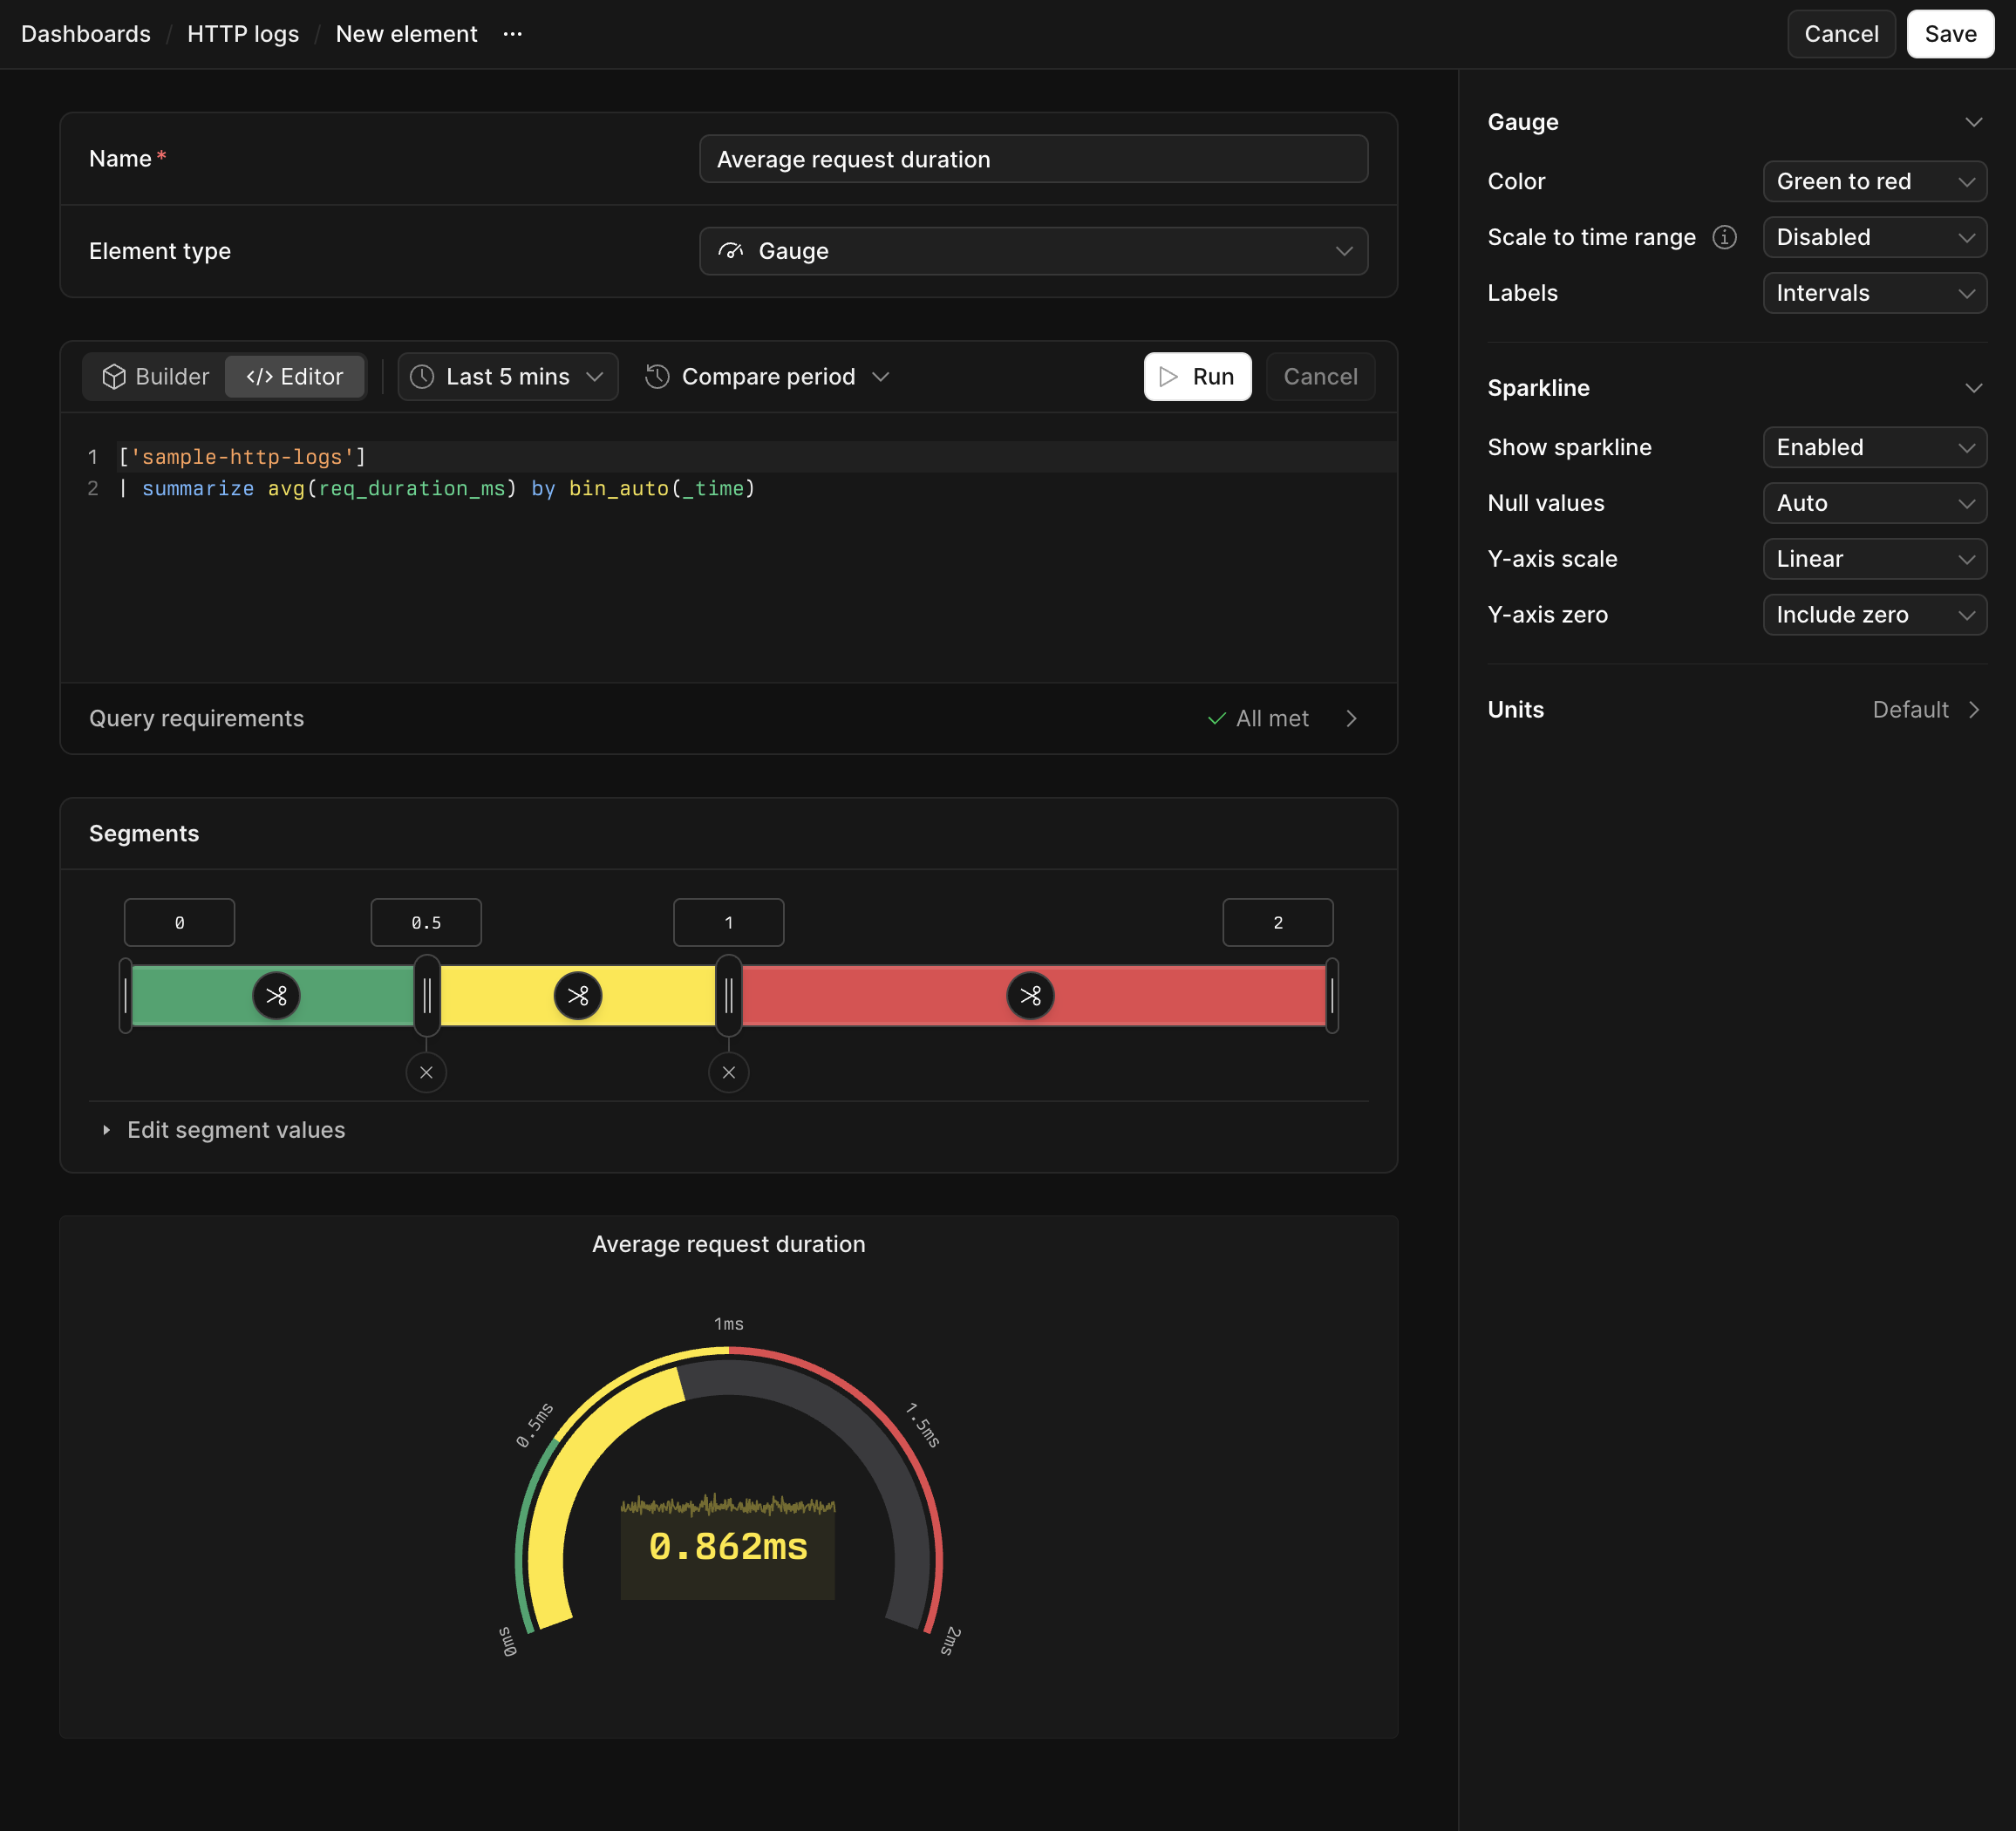 Dashboards / HTTP logs / New element ···
Cancel Save
Name *
Average request duration
Element type
Gauge
Builder </> Editor Last 5 mins Compare period Run Cancel
1 ['sample-http-logs']
2 | summarize avg(req_duration_ms) by bin_auto(_time)
Query requirements
All met
Segments
0 0.5 1 2
Edit segment values
Average request duration
1ms
0.5ms
1.5ms
0.862ms
0ms
2ms
Gauge
Color Green to red
Scale to time range Disabled
Labels Intervals
Sparkline
Show sparkline Enabled
Null values Auto
Y-axis scale Linear
Y-axis zero Include zero
Units Default